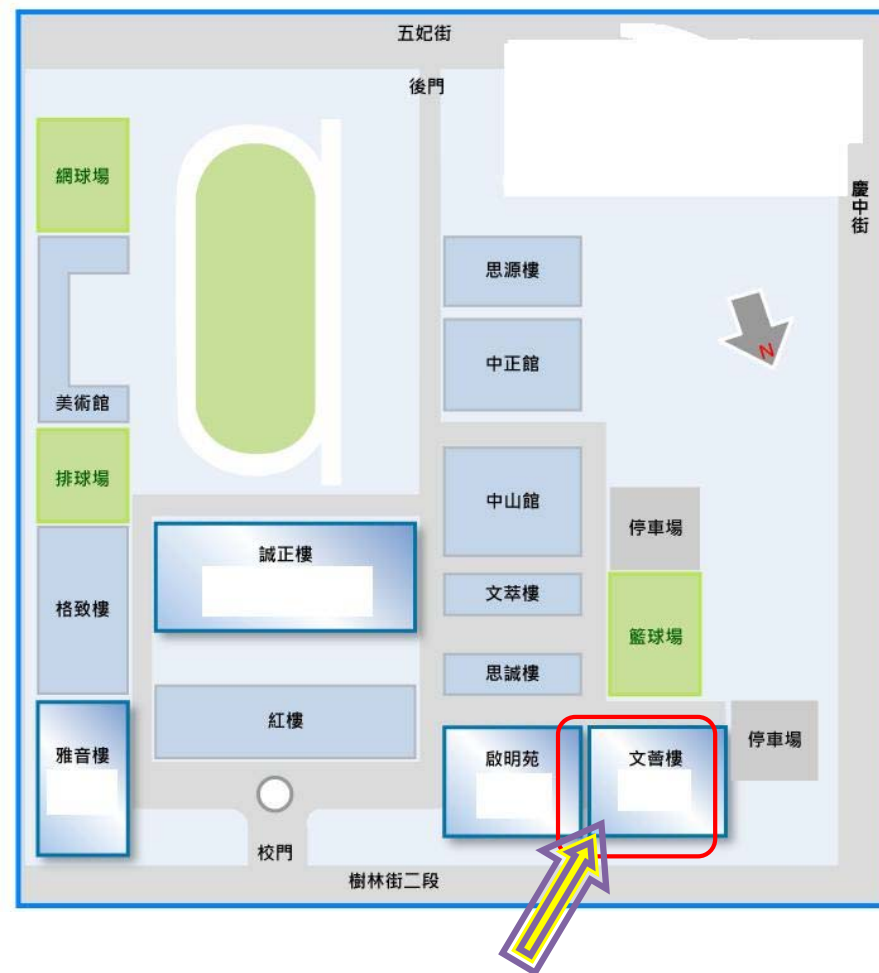 五妃街
後門
網球場
慶中街
思源樓
中正館
美術館
N
排球場
中山館
停車場
誠正樓
文萃樓
格致樓
籃球場
思誠樓
紅樓
雅音樓
啟明苑
文薈樓
停車場
校門
樹林街二段